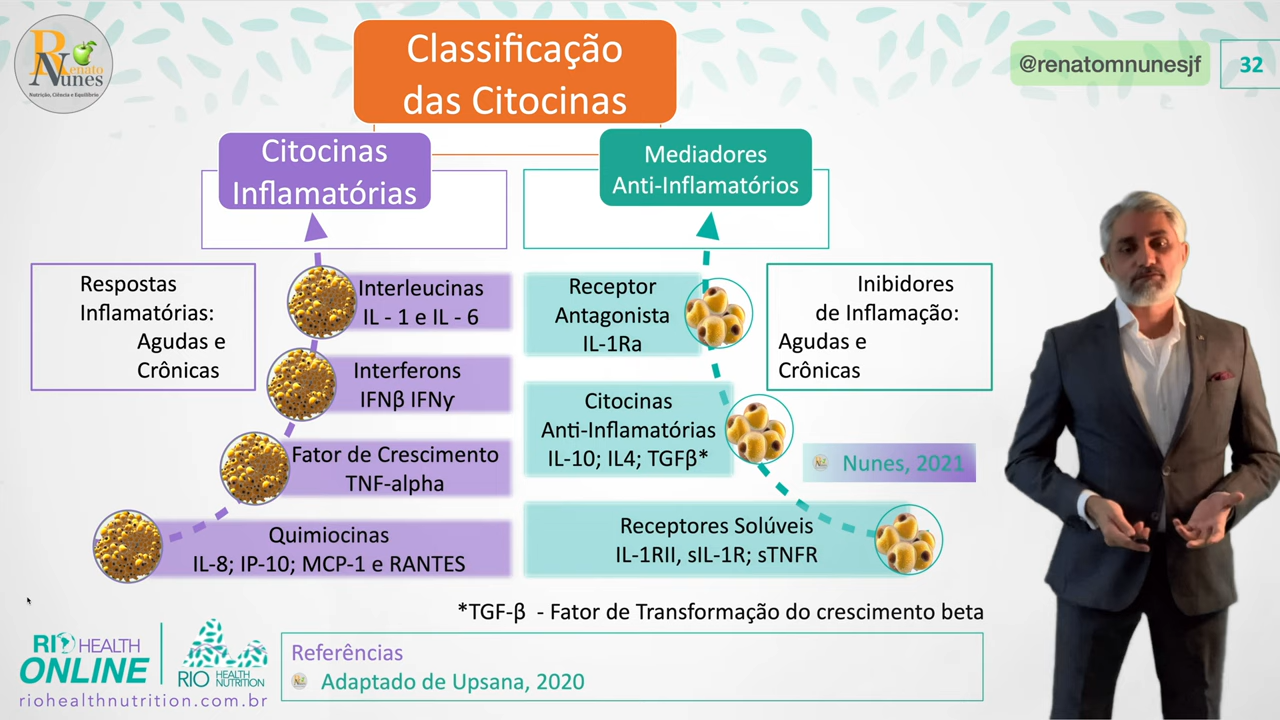 Renato
Nunes
Nutrição, Ciência e Equilíbrio
Classificação
das Citocinas
@renatomnunesjf
32
Citocinas
Inflamatórias
Mediadores
Anti-Inflamatórios
Respostas
Inflamatórias:
Agudas e
Crônicas
Interleucinas
IL - 1 e IL - 6
Interferons
IFNβ IFNγ
Fator de Crescimento
TNF-alpha
Quimiocinas
IL-8; IP-10; MCP-1 e RANTES
Receptor
Antagonista
IL-1Ra
Citocinas
Anti-Inflamatórias
IL-10; IL4; TGFβ*
Receptores Solúveis
IL-1RII, sIL-1R; sTNFR
Inibidores
de Inflamação:
Agudas e
Crônicas
Nunes, 2021
*TGF-β - Fator de Transformação do crescimento beta
RIO HEALTH
ONLINE
RIO HEALTH NUTRITION
riohealthnutrition.com.br
Referências
Adaptado de Upsana, 2020